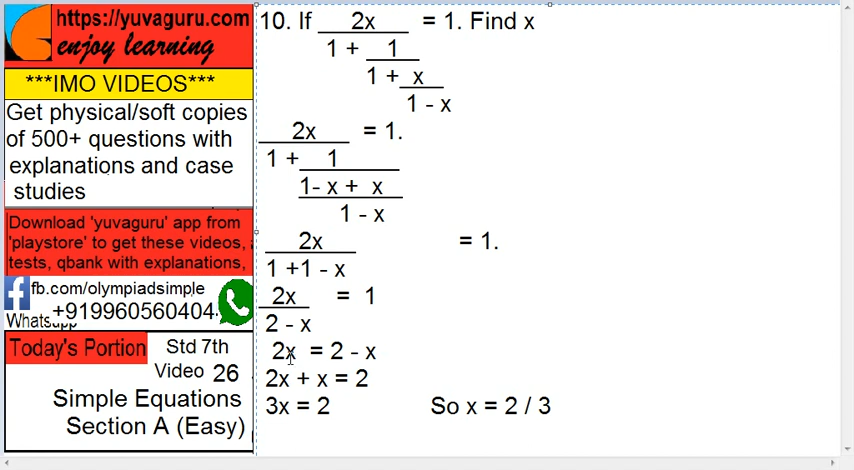 https://yuvaguru.com
enjoy learning
***IMO VIDEOS***
Get physical/soft copies
of 500+ questions with
explanations and case
studies
Download 'yuvaguru' app from
'playstore' to get these videos,
tests, qbank with explanations,
fb.com/olympiadsimple
+919960560404
Whatsupp
Today's Portion
Std 7th
Video 26
Simple Equations
Section A (Easy)
10. If 2x = 1. Find x
1 + 1
1 + x
1 - x
2x = 1.
1 + 1
1- x + x
1 - x
2x = 1.
1 +1 - x
2x = 1
2 - x
2x = 2 - x
2x + x = 2
3x = 2 So x = 2 / 3